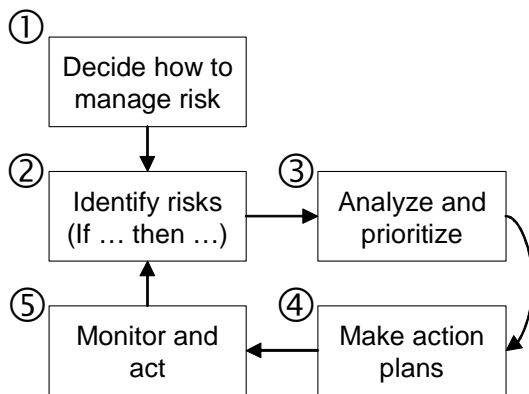 ①
Decide how to
manage risk
②
Identify risks
(If … then …)
③
Analyze and
prioritize
④
Make action
plans
⑤
Monitor and
act